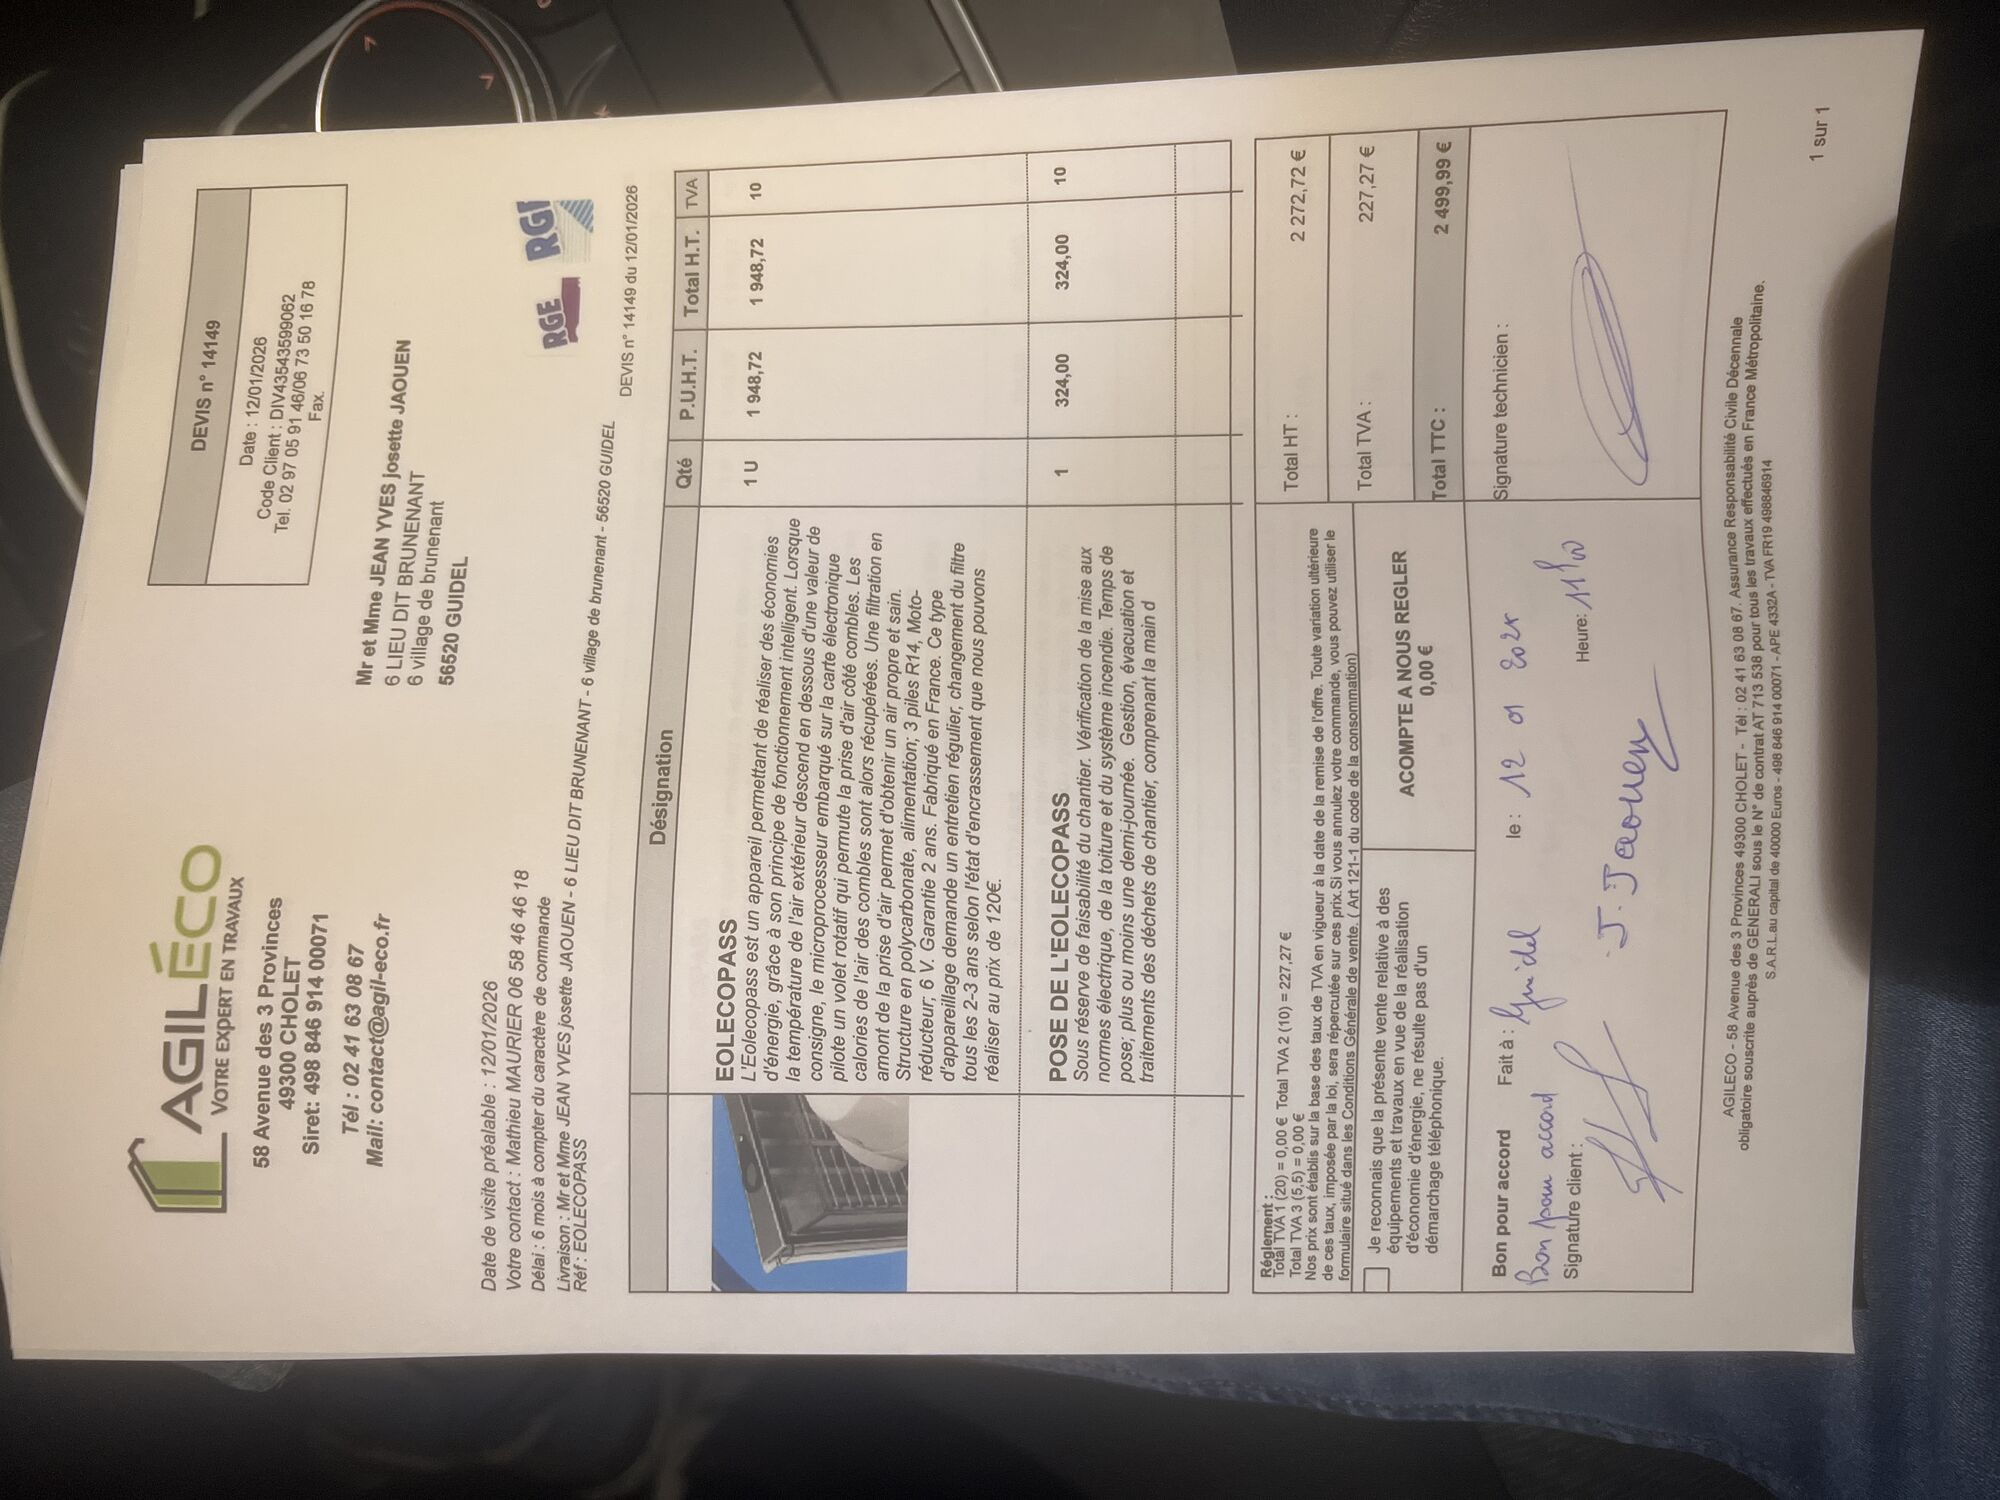 AGILÉCO
VOTRE EXPERT EN TRAVAUX
58 Avenue des 3 Provinces
49300 CHOLET
Siret: 498 846 914 00071
Tél : 02 41 63 08 67
Mail: contact@agil-eco.fr
DEVIS n° 14149
Date : 12/01/2026
Code Client : DIV43543599062
Tel. 02 97 05 91 46/06 73 50 16 78
Fax.
Mr et Mme JEAN YVES josette JAOUEN
6 LIEU DIT BRUNENANT
6 village de brunenant
56520 GUIDEL
Date de visite préalable : 12/01/2026
Votre contact : Mathieu MAURIER 06 58 46 46 18
Délai : 6 mois à compter du caractère de commande
Livraison : Mr et Mme JEAN YVES josette JAOUEN - 6 LIEU DIT BRUNENANT - 6 village de brunenant - 56520 GUIDEL
Réf : EOLECOPASS
RGE
RGE
DEVIS n° 14149 du 12/01/2026
Désignation Qté P.U.H.T. Total H.T. TVA
EOLECOPASS 1 U 1 948,72 1 948,72 10
L'Eolecopass est un appareil permettant de réaliser des économies
d'énergie, grâce à son principe de fonctionnement intelligent. Lorsque
la température de l'air extérieur descend en dessous d'une valeur de
consigne, le microprocesseur embarqué sur la carte électronique
pilote un volet rotatif qui permute la prise d'air côté combles. Les
calories de l'air des combles sont alors récupérées. Une filtration en
amont de la prise d'air permet d'obtenir un air propre et sain.
Structure en polycarbonate, alimentation; 3 piles R14, Moto-
réducteur; 6 V. Garantie 2 ans. Fabriqué en France. Ce type
d'appareillage demande un entretien régulier, changement du filtre
tous les 2-3 ans selon l'état d'encrassement que nous pouvons
réaliser au prix de 120€.
POSE DE L'EOLECOPASS 1 324,00 324,00 10
Sous réserve de faisabilité du chantier. Vérification de la mise aux
normes électrique, de la toiture et du système incendie. Temps de
pose; plus ou moins une demi-journée. Gestion, évacuation et
traitements des déchets de chantier, comprenant la main d
Réglement :
Total TVA 1 (20) = 0,00 € Total TVA 2 (10) = 227,27 €
Total TVA 3 (5,5) = 0,00 €
Nos prix sont établis sur la base des taux de TVA en vigueur à la date de la remise de l'offre. Toute variation ultérieure
de ces taux, imposée par la loi, sera répercutée sur ces prix.Si vous annulez votre commande, vous pouvez utiliser le
formulaire situé dans les Conditions Générale de vente. ( Art 121-1 du code de la consommation)
Total HT : 2 272,72 €
Total TVA : 227,27 €
Total TTC : 2 499,99 €
Je reconnais que la présente vente relative à des
équipements et travaux en vue de la réalisation
d'économie d'énergie, ne résulte pas d'un
démarchage téléphonique.
ACOMPTE A NOUS REGLER
0,00 €
Bon pour accord Fait à : Guidel le : 12 01 202
Bon pour accord
Signature client : Heure: 11h00
J. Jaouen
Signature technicien :
AGILECO - 58 Avenue des 3 Provinces 49300 CHOLET - Tél : 02 41 63 08 67. Assurance Responsabilité Civile Décennale
obligatoire souscrite auprès de GENERALI sous le N° de contrat AT 713 538 pour tous les travaux effectués en France Métropolitaine.
S.A.R.L.au capital de 40000 Euros - 498 846 914 00071 - APE 4332A - TVA FR19 498846914
1 sur 1